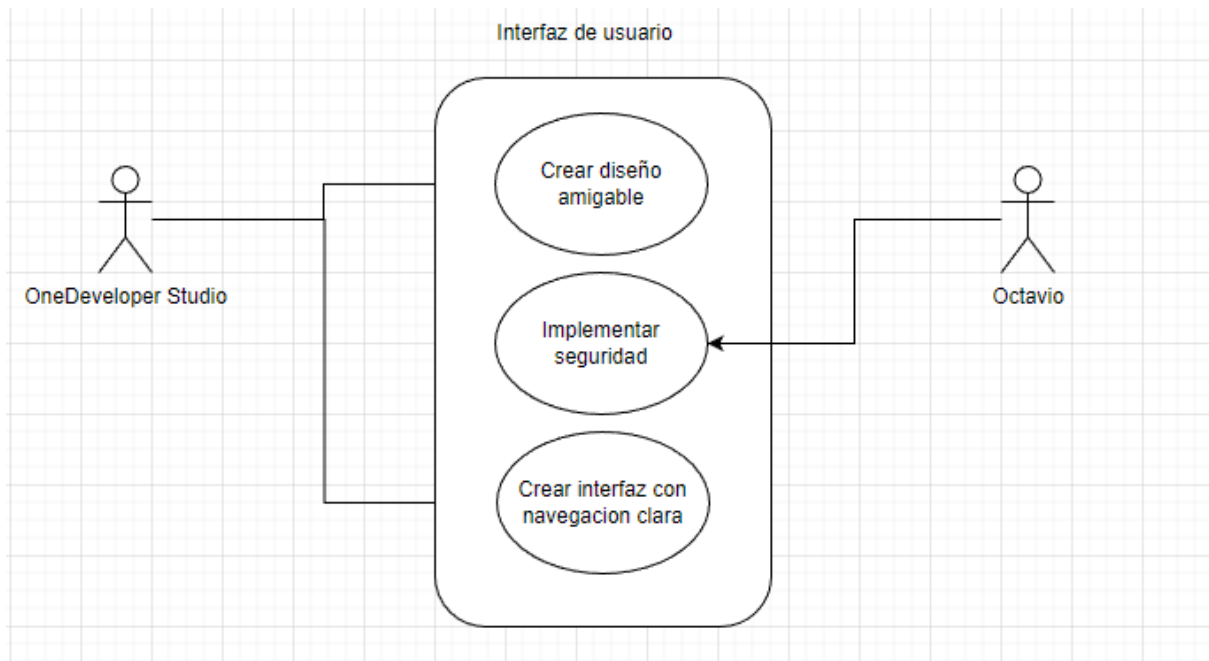 Interfaz de usuario
Crear diseño
amigable
OneDeveloper Studio
Implementar
seguridad
Octavio
Crear interfaz con
navegacion clara